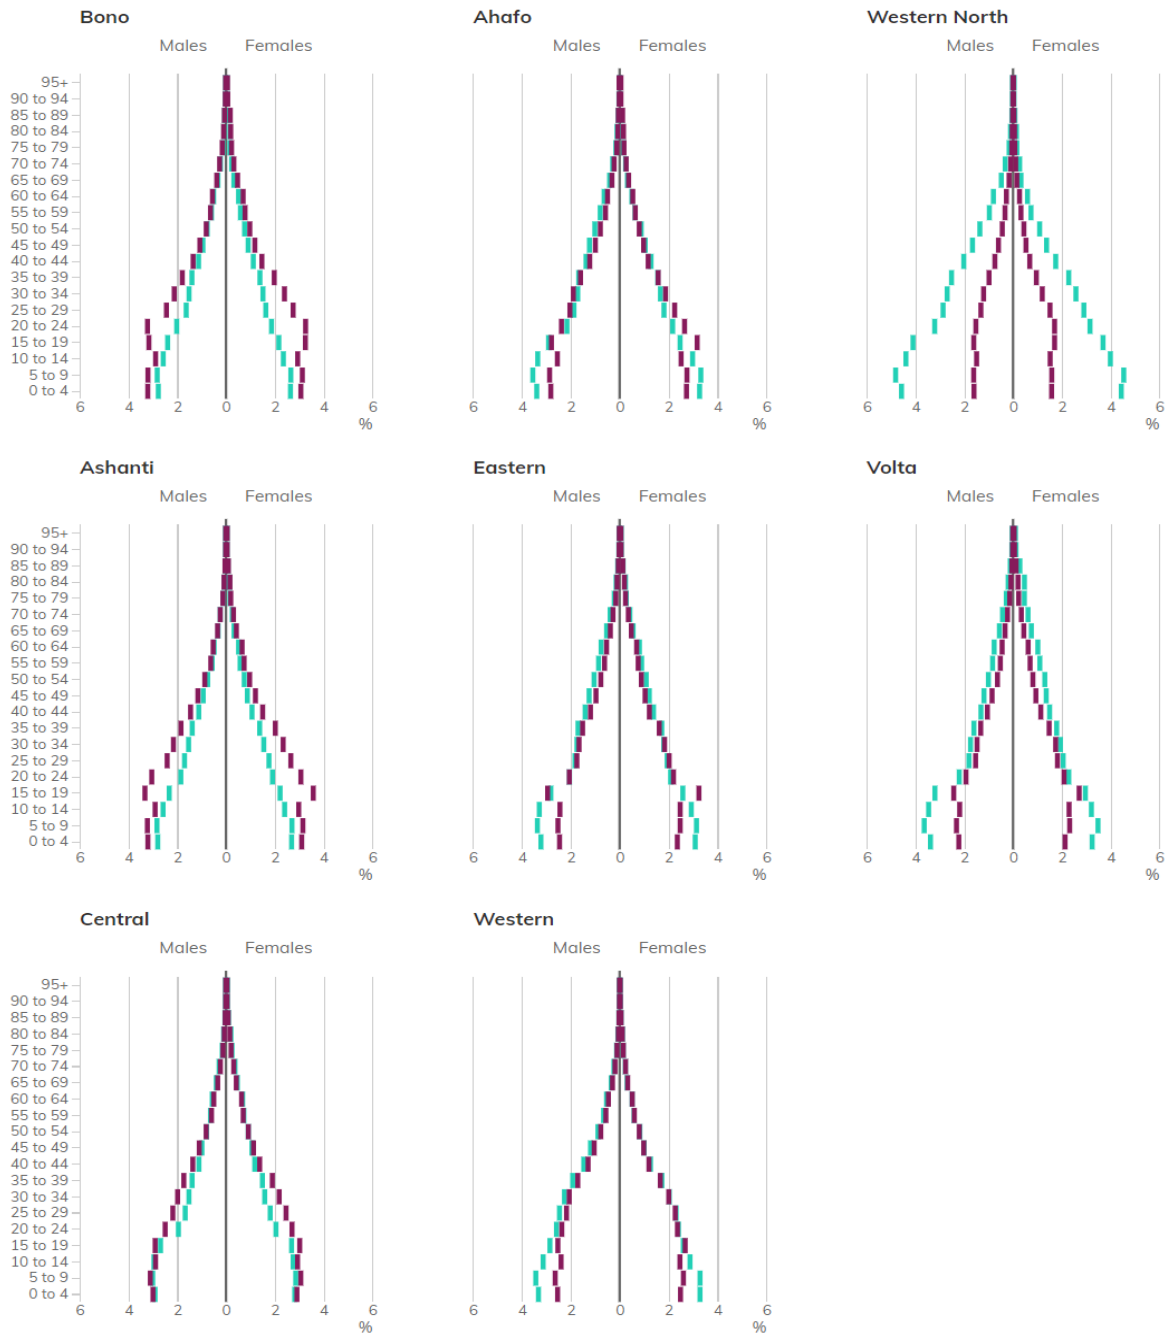 Bono Ahafo Western North
Males Females Males Females Males Females
95+
90 to 94
85 to 89
80 to 84
75 to 79
70 to 74
65 to 69
60 to 64
55 to 59
50 to 54
45 to 49
40 to 44
35 to 39
30 to 34
25 to 29
20 to 24
15 to 19
10 to 14
5 to 9
0 to 4
6 4 2 0 2 4 6 6 4 2 0 2 4 6 6 4 2 0 2 4 6
% % %
Ashanti Eastern Volta
Males Females Males Females Males Females
95+
90 to 94
85 to 89
80 to 84
75 to 79
70 to 74
65 to 69
60 to 64
55 to 59
50 to 54
45 to 49
40 to 44
35 to 39
30 to 34
25 to 29
20 to 24
15 to 19
10 to 14
5 to 9
0 to 4
6 4 2 0 2 4 6 6 4 2 0 2 4 6 6 4 2 0 2 4 6
% % %
Central Western
Males Females Males Females
95+
90 to 94
85 to 89
80 to 84
75 to 79
70 to 74
65 to 69
60 to 64
55 to 59
50 to 54
45 to 49
40 to 44
35 to 39
30 to 34
25 to 29
20 to 24
15 to 19
10 to 14
5 to 9
0 to 4
6 4 2 0 2 4 6 6 4 2 0 2 4 6
% %